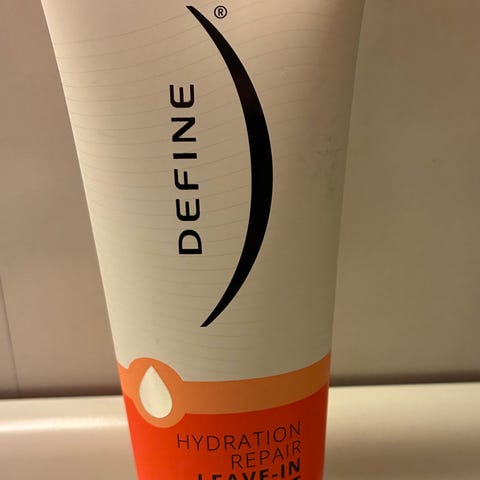 ®
DEFINE
HYDRATION
REPAIR
LEAVE-IN